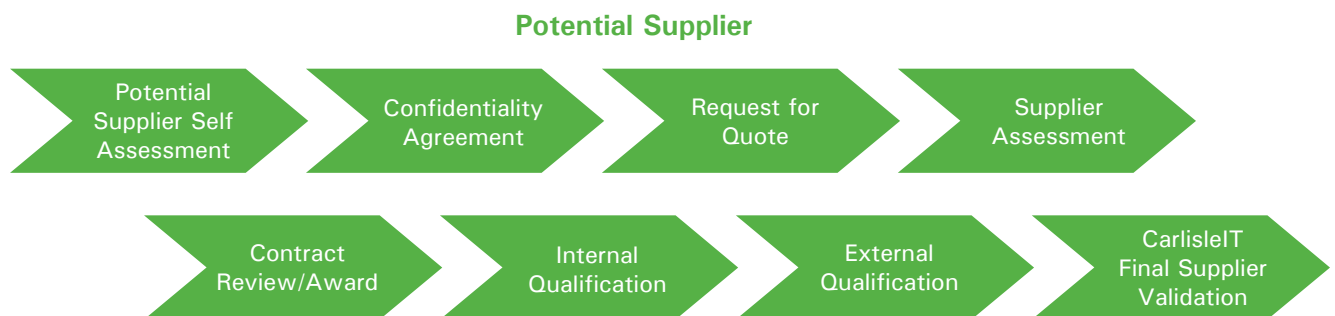 Potential Supplier
Potential
Supplier Self
Assessment
Confidentiality
Agreement
Request for
Quote
Supplier
Assessment
Contract
Review/Award
Internal
Qualification
External
Qualification
CarlisleIT
Final Supplier
Validation